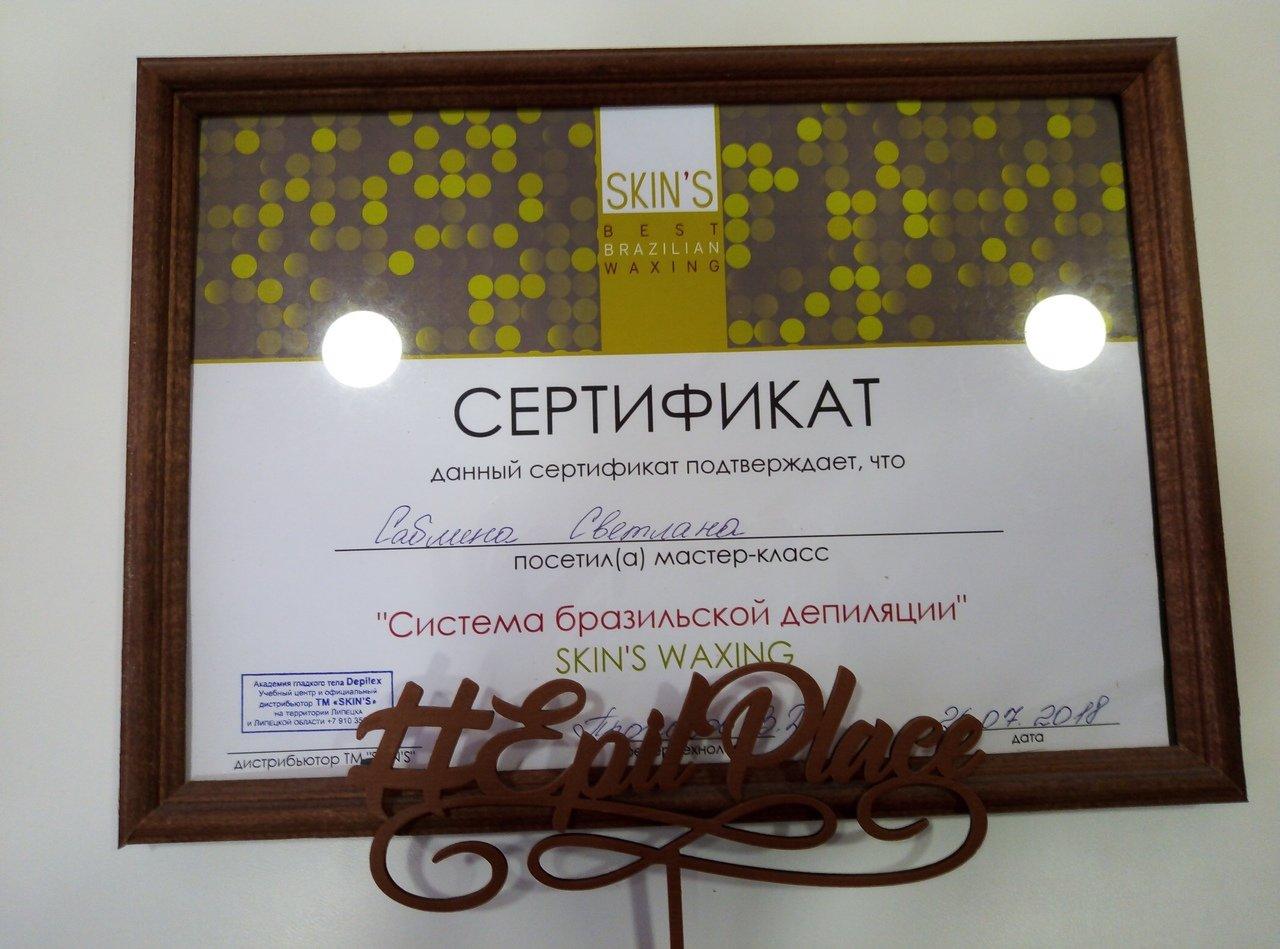 SKIN'S
BEST
BRAZILIAN
WAXING
СЕРТИФИКАТ
данный сертификат подтверждает, что
Саблина Светлана
посетил(а) мастер-класс
"Система бразильской депиляции"
SKIN'S WAXING
Академия гладкого тела Depilex
Учебный центр и официальный
дистрибьютор ТМ «SKIN'S»
на территории Липецка
и Липецкой области +7 910
дистрибьютор ТМ "SKIN'S"
07. 2018
дата
#EpilPlace